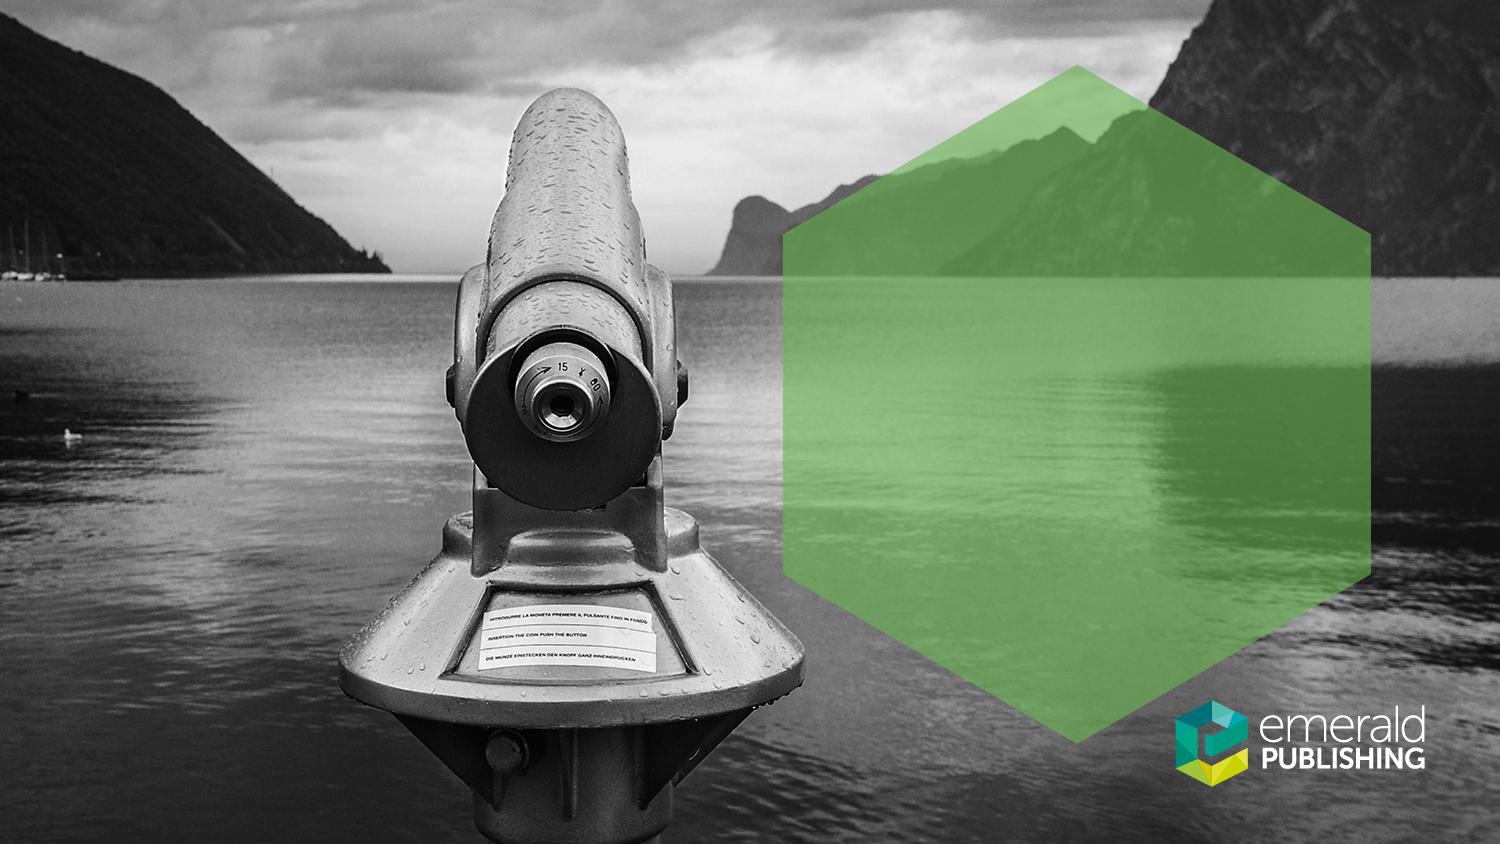 15
60
INTRODURRE LA MONETA PREMERE IL PULSANTE FINO IN FONDO
INSERTION THE COIN PUSH THE BUTTON
DIE MUNZE EINSTECKEN DEN KNOPF GANZ HINEINDRUCKEN
emerald
PUBLISHING